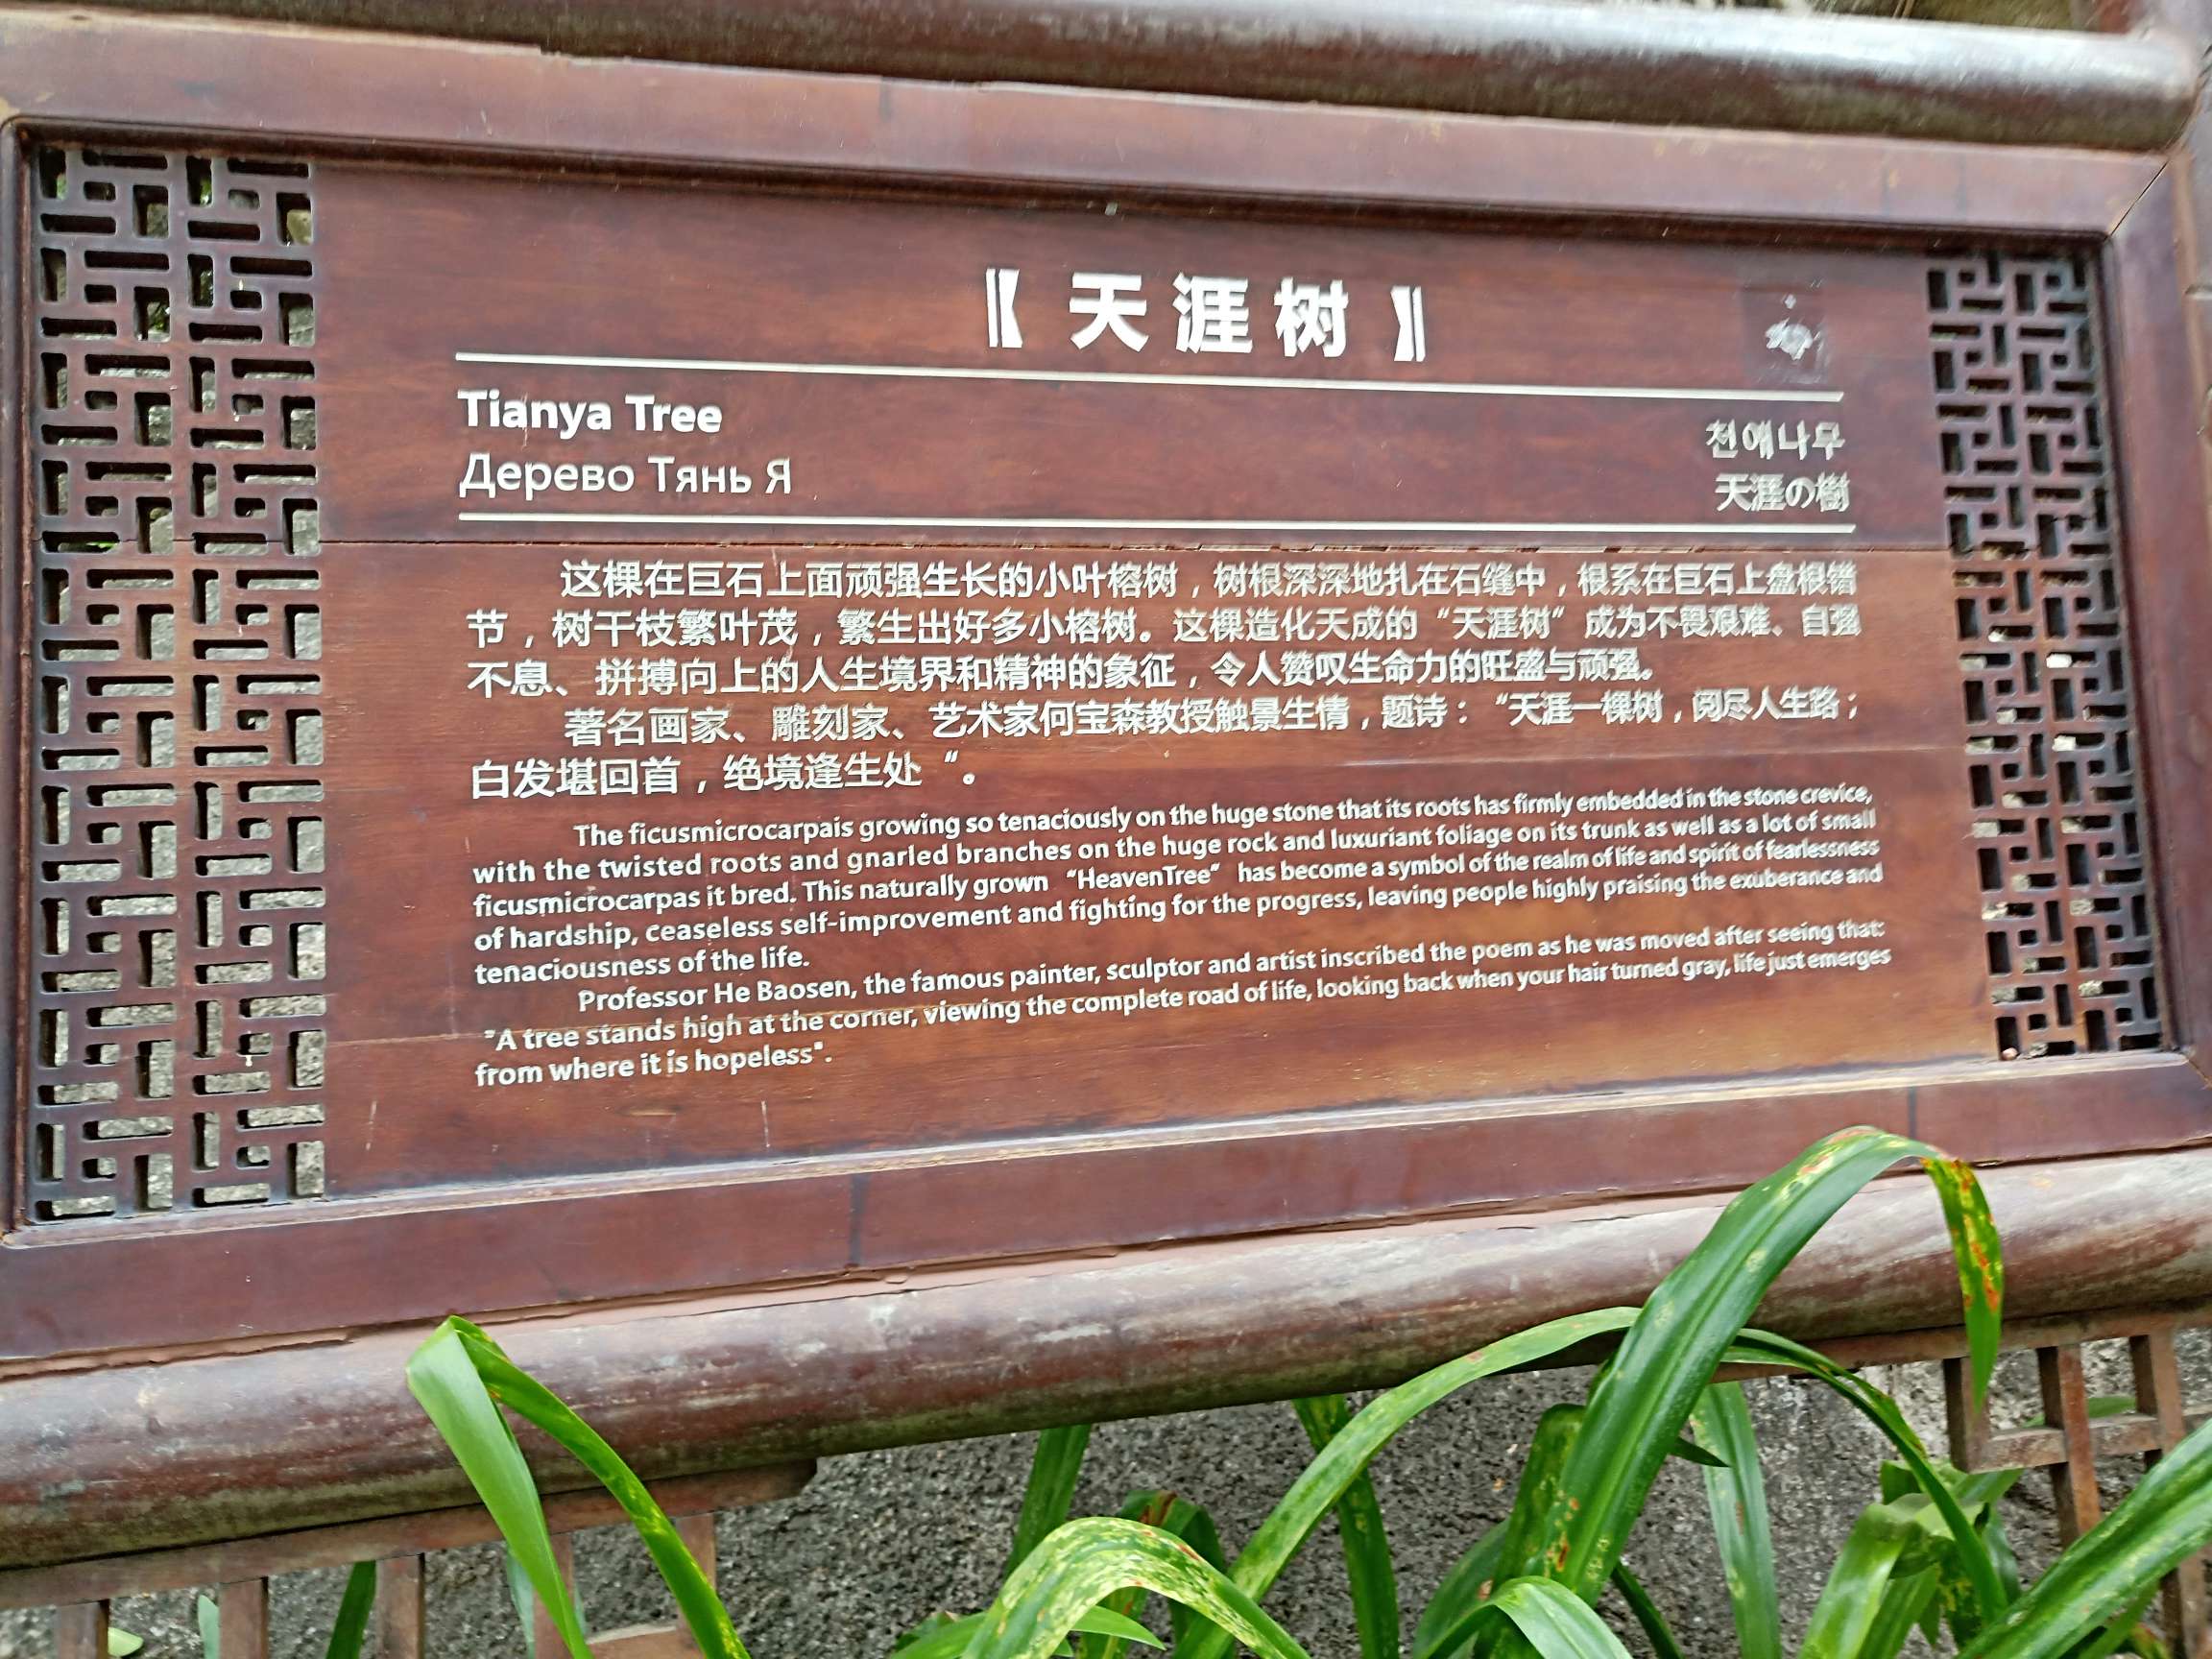 《天涯树》
Tianya Tree
Дерево Тянь Я
천애나무
天涯の樹
这棵在巨石上面顽强生长的小叶榕树，树根深深地扎在石缝中，根系在巨石上盘根错
节，树干枝繁叶茂，繁生出好多小榕树。这棵造化天成的“天涯树”成为不畏艰难、自强
不息、拼搏向上的人生境界和精神的象征，令人赞叹生命力的旺盛与顽强。
著名画家、雕刻家、艺术家何宝森教授触景生情，题诗：“天涯一棵树，阅尽人生路；
白发堪回首，绝境逢生处“。
The ficusmicrocarpais growing so tenaciously on the huge stone that its roots has firmly embedded in the stone crevice,
with the twisted roots and gnarled branches on the huge rock and luxuriant foliage on its trunk as well as a lot of small
ficusmicrocarpas it bred. This naturally grown “HeavenTree” has become a symbol of the realm of life and spirit of fearlessness
of hardship, ceaseless self-improvement and fighting for the progress, leaving people highly praising the exuberance and
tenaciousness of the life.
Professor He Baosen, the famous painter, sculptor and artist inscribed the poem as he was moved after seeing that:
"A tree stands high at the corner, viewing the complete road of life, looking back when your hair turned gray, life just emerges
from where it is hopeless".